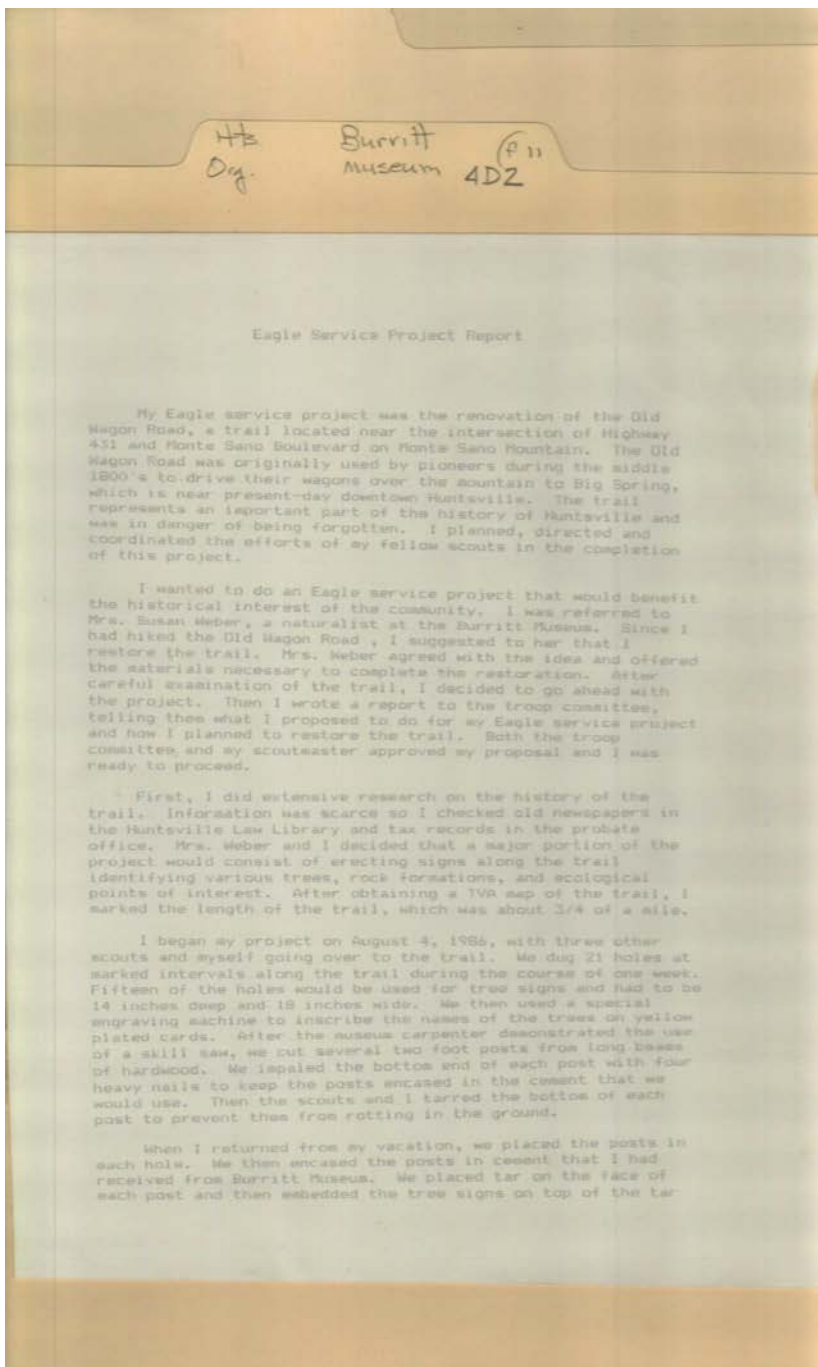 Hts Burritt (P 11
Org. Museum 4D2
Eagle Service Project Report
My Eagle service project was the renovation of the Old
Wagon Road, a trail located near the intersection of Highway
431 and Monte Sano Boulevard on Monte Sano Mountain. The Old
Wagon Road was originally used by pioneers during the middle
1800's to drive their wagons over the mountain to Big Spring,
which is near present-day downtown Huntsville. The trail
represents an important part of the history of Huntsville and
was in danger of being forgotten. I planned, directed and
coordinated the efforts of my fellow scouts in the completion
of this project.
I wanted to do an Eagle service project that would benefit
the historical interest of the community. I was referred to
Mrs. Susan Weber, a naturalist at the Burritt Museum. Since I
had hiked the Old Wagon Road , I suggested to her that I
restore the trail. Mrs. Weber agreed with the idea and offered
the materials necessary to complete the restoration. After
careful examination of the trail, I decided to go ahead with
the project. Then I wrote a report to the troop committee,
telling them what I proposed to do for my Eagle service project
and how I planned to restore the trail. Both the troop
committee and my scoutmaster approved my proposal and I was
ready to proceed.
First, I did extensive research on the history of the
trail. Information was scarce so I checked old newspapers in
the Huntsville Law Library and tax records in the probate
office. Mrs. Weber and I decided that a major portion of the
project would consist of erecting signs along the trail
identifying various trees, rock formations, and ecological
points of interest. After obtaining a TVA map of the trail, I
marked the length of the trail, which was about 3/4 of a mile.
I began my project on August 4, 1986, with three other
scouts and myself going over to the trail. We dug 21 holes at
marked intervals along the trail during the course of one week.
Fifteen of the holes would be used for tree signs and had to be
14 inches deep and 18 inches wide. We then used a special
engraving machine to inscribe the names of the trees on yellow
plated cards. After the museum carpenter demonstrated the use
of a skill saw, we cut several two foot posts from long beams
of hardwood. We impaled the bottom end of each post with four
heavy nails to keep the posts encased in the cement that we
would use. Then the scouts and I tarred the bottom of each
post to prevent them from rotting in the ground.
When I returned from my vacation, we placed the posts in
each hole. We then encased the posts in cement that I had
received from Burritt Museum. We placed tar on the face of
each post and then embedded the tree signs on top of the tar